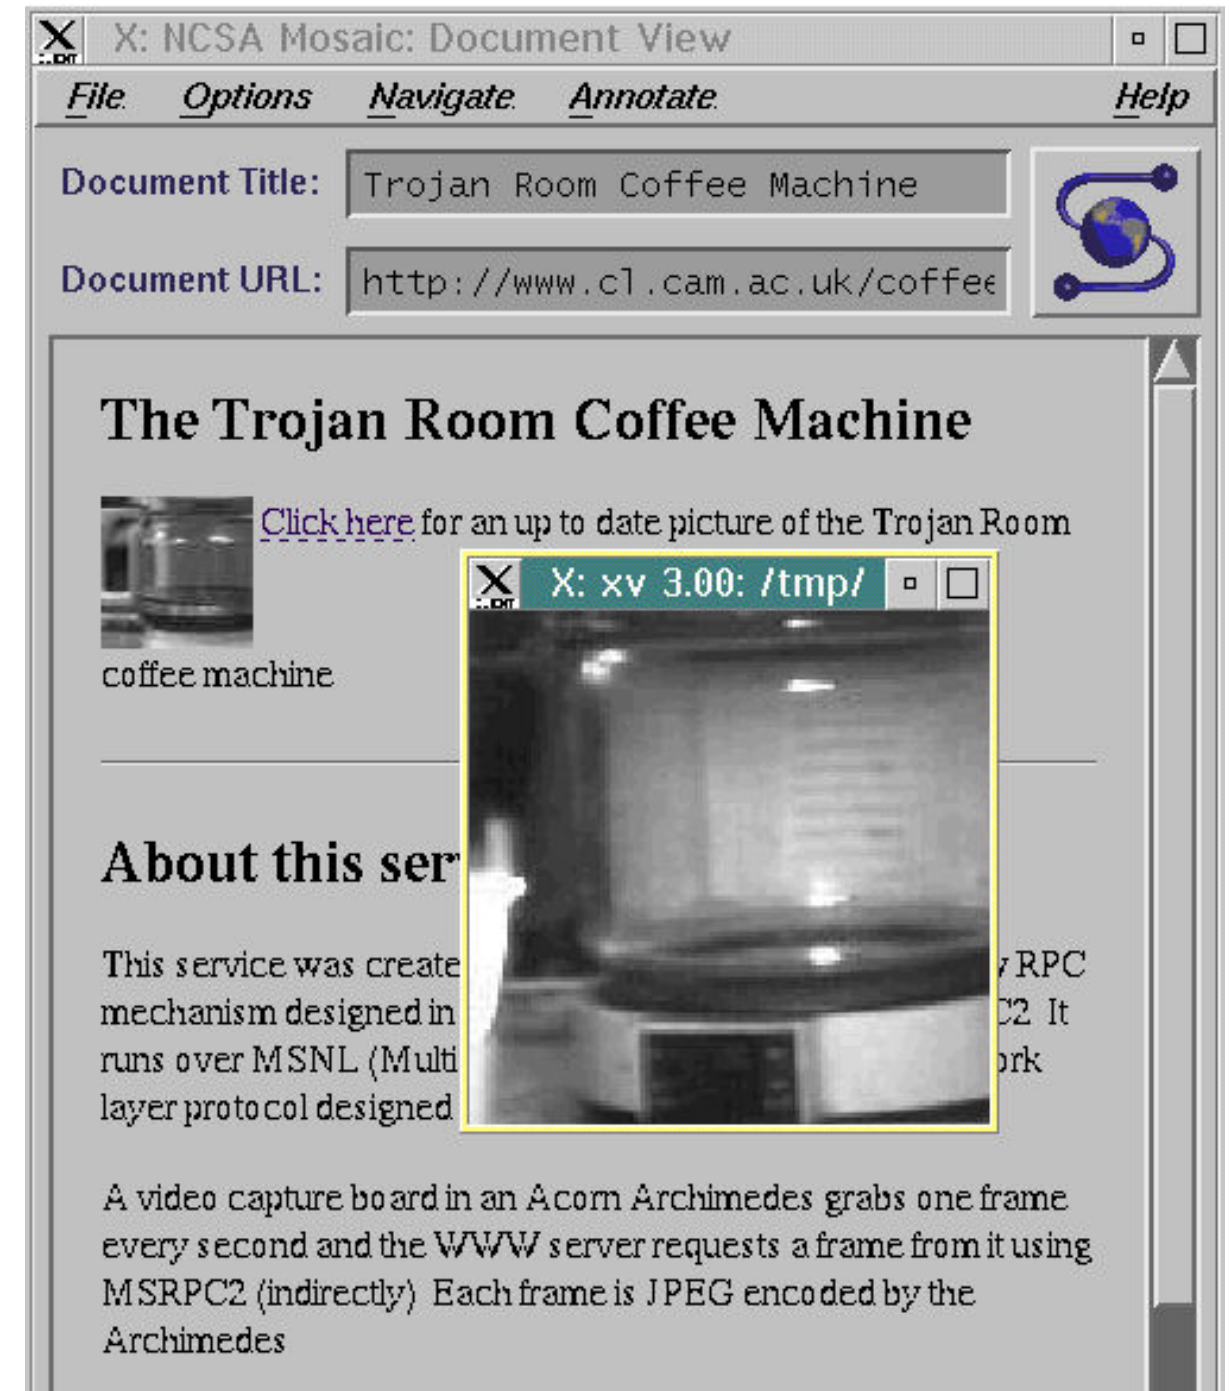 X: NCSA Mosaic: Document View
File Options Navigate Annotate Help
Document Title: Trojan Room Coffee Machine
Document URL: http://www.cl.cam.ac.uk/coffee
The Trojan Room Coffee Machine
Click here for an up to date picture of the Trojan Room
X: xv 3.00: /tmp/
coffee machine
About this ser
This service was create RPC
mechanism designed in C2 It
runs over MSNL (Multi ork
layer protocol designed
A video capture board in an Acorn Archimedes grabs one frame
every second and the WWW server requests a frame from it using
MSRPC2 (indirectly) Each frame is JPEG encoded by the
Archimedes